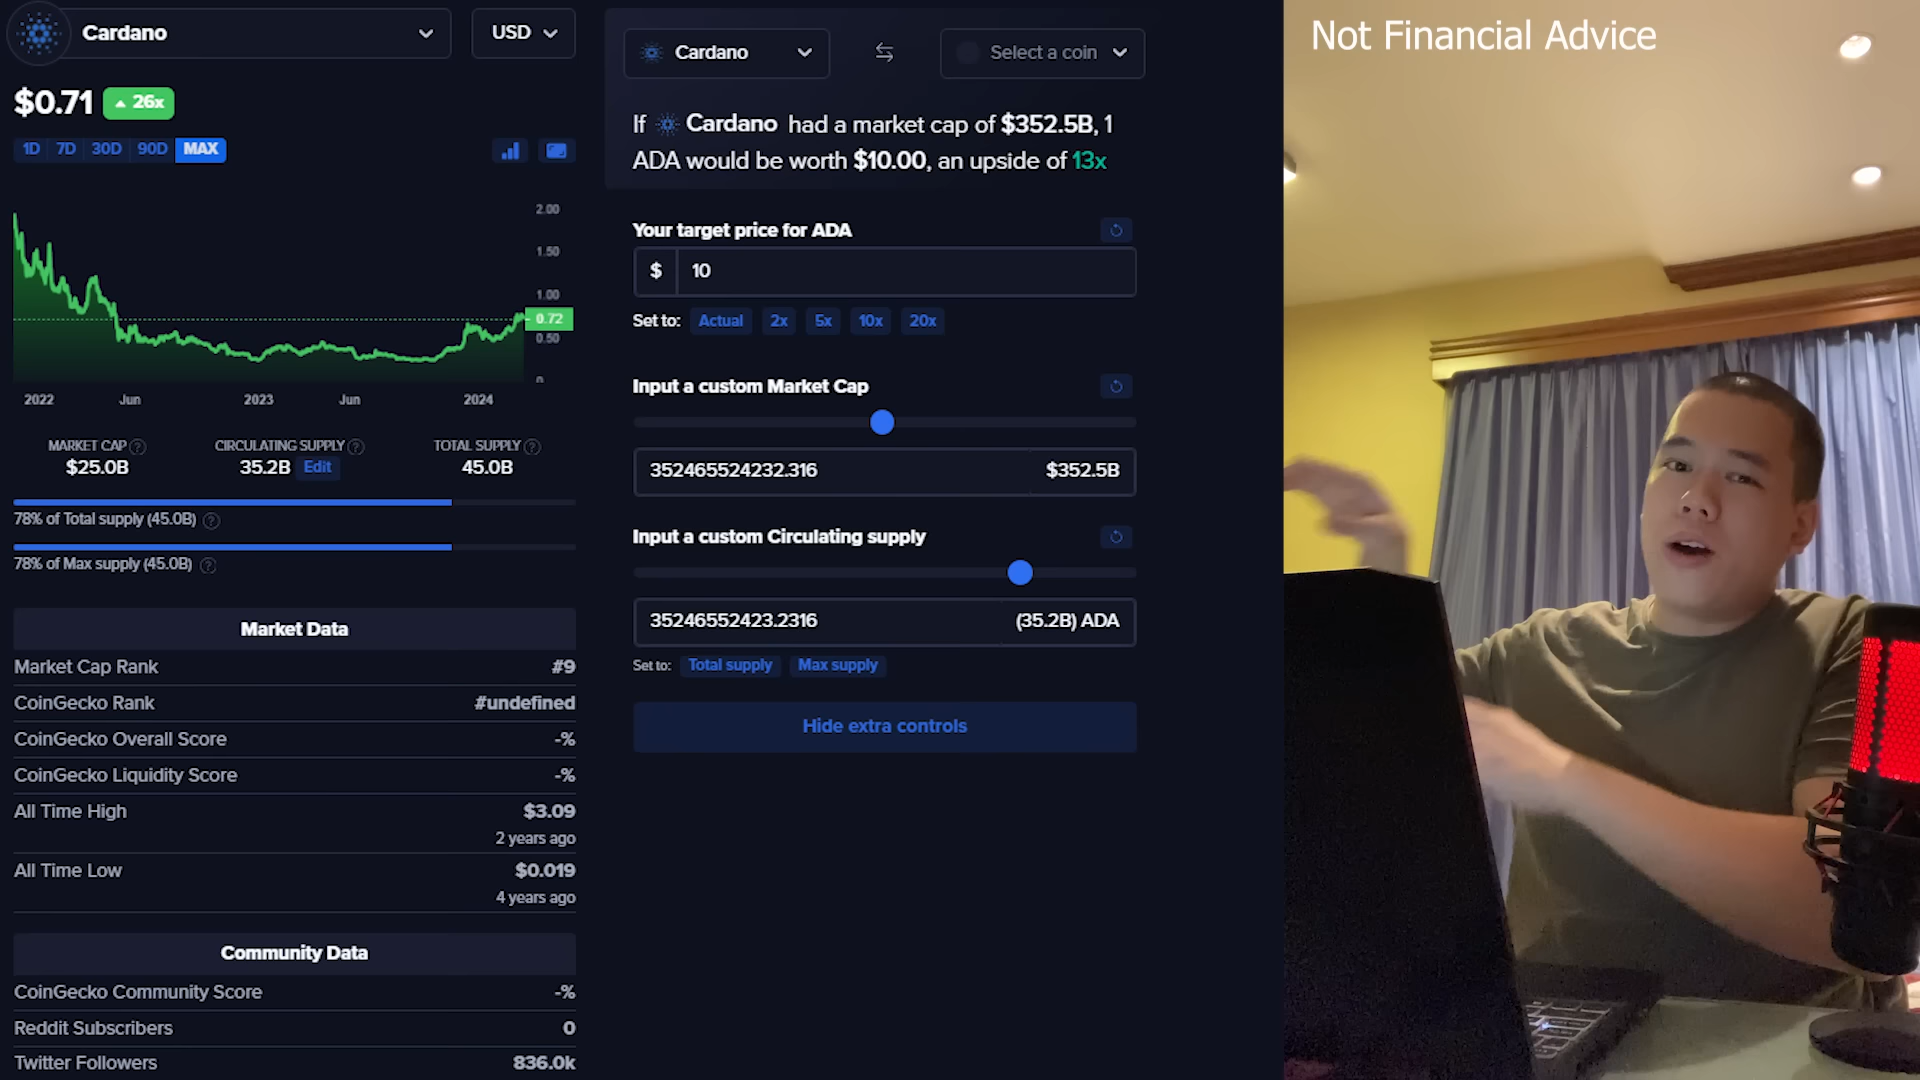 Cardano
USD
$0.71
26x
1D 7D 30D 90D MAX
2.00
1.50
1.00
0.72
0.50
0
2022 Jun 2023 Jun 2024
MARKET CAP ? CIRCULATING SUPPLY ? TOTAL SUPPLY ?
$25.0B 35.2B Edit 45.0B
78% of Total supply (45.0B) ?
78% of Max supply (45.0B) ?
Market Data
Market Cap Rank #9
CoinGecko Rank #undefined
CoinGecko Overall Score -%
CoinGecko Liquidity Score -%
All Time High $3.09
2 years ago
All Time Low $0.019
4 years ago
Community Data
CoinGecko Community Score -%
Reddit Subscribers 0
Twitter Followers 836.0k
Cardano Select a coin
If Cardano had a market cap of $352.5B, 1
ADA would be worth $10.00, an upside of 13x
Your target price for ADA
$ 10
Set to: Actual 2x 5x 10x 20x
Input a custom Market Cap
352465524232.316 $352.5B
Input a custom Circulating supply
35246552423.2316 (35.2B) ADA
Set to: Total supply Max supply
Hide extra controls
Not Financial Advice